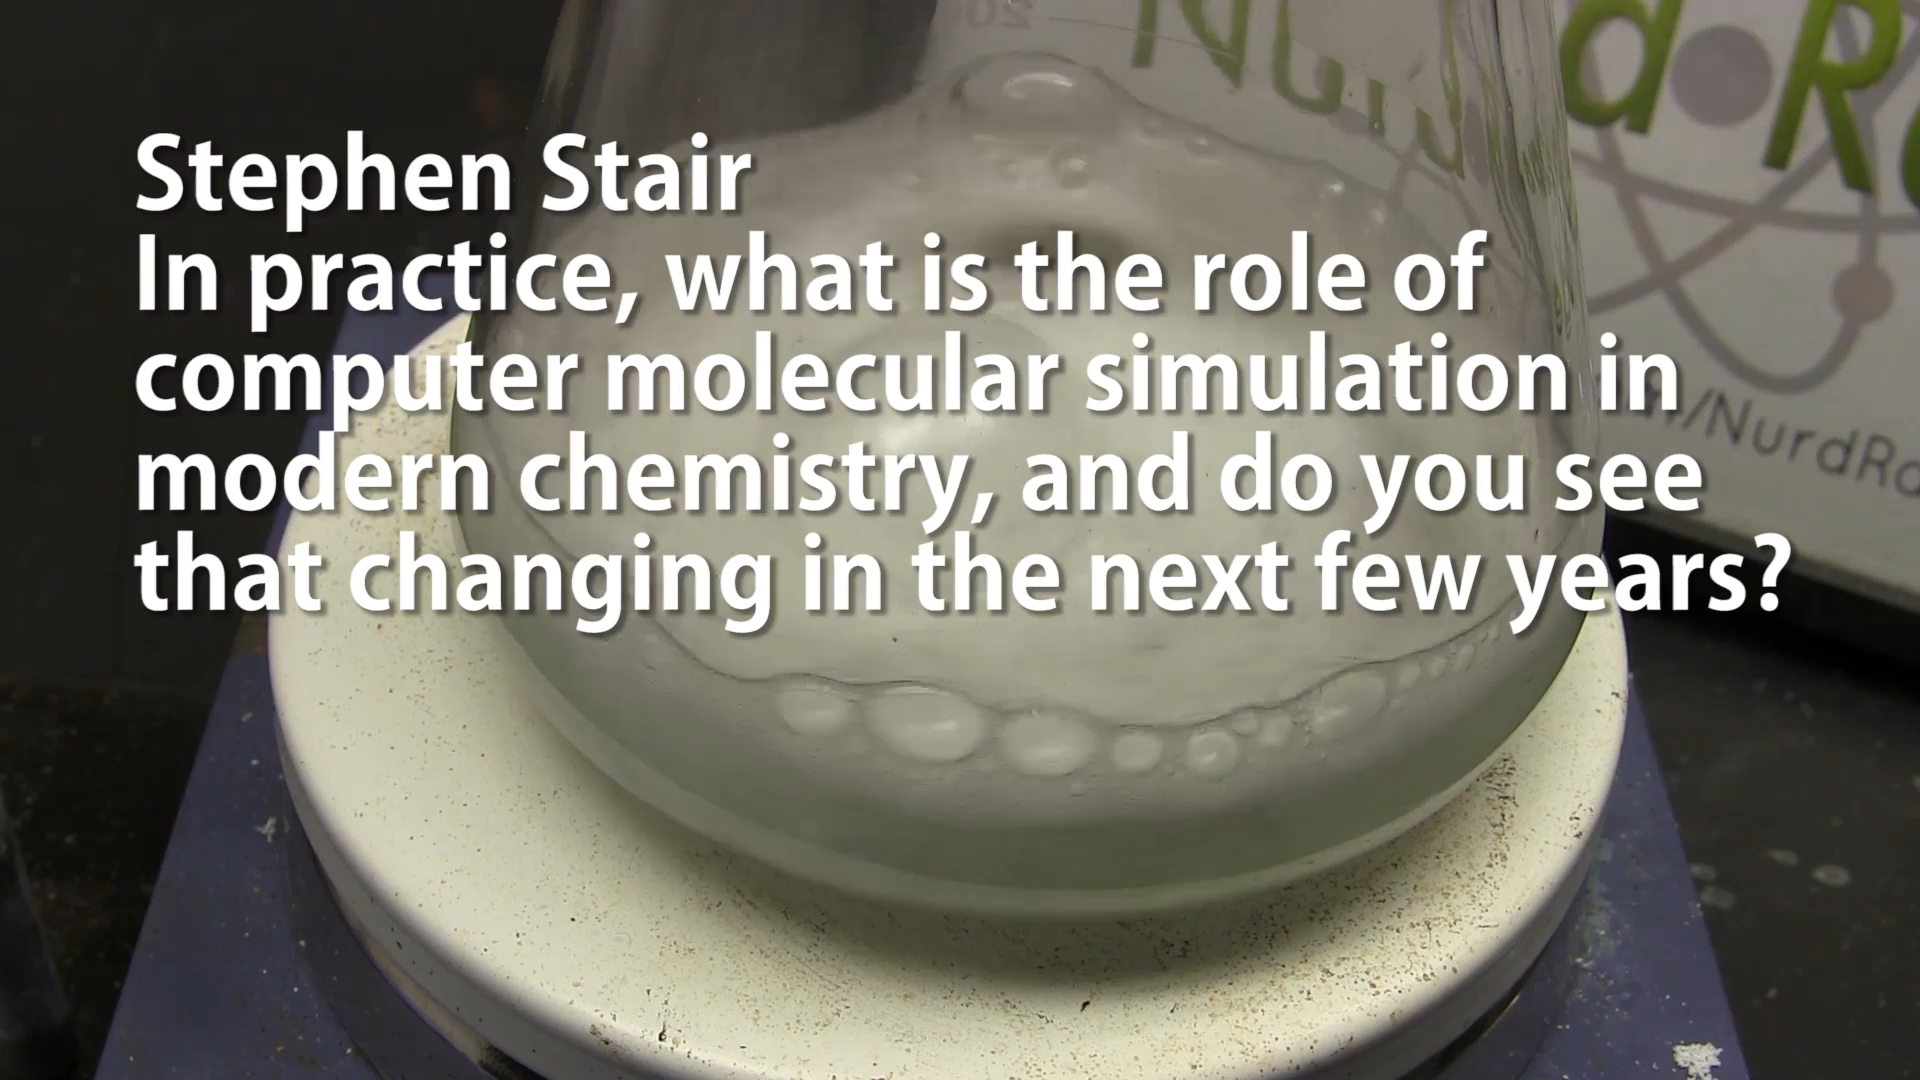 Stephen Stair
In practice, what is the role of
computer molecular simulation in
modern chemistry, and do you see
that changing in the next few years?